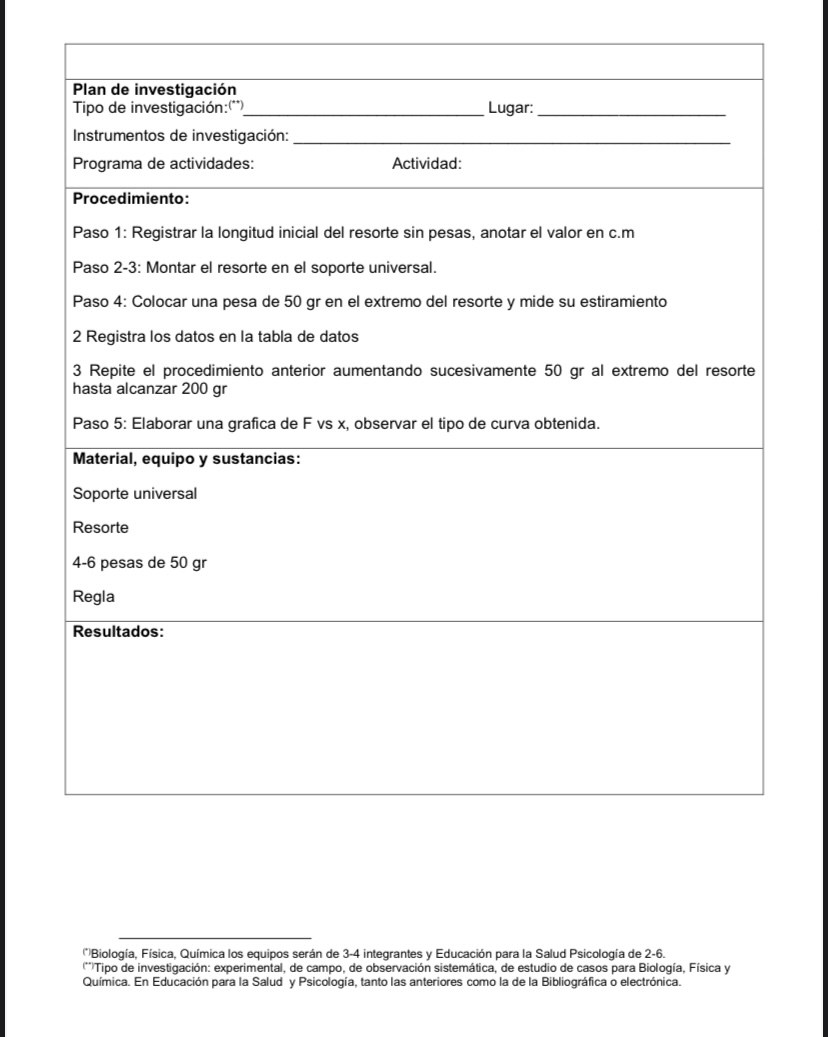 Plan de investigación
Tipo de investigación:(**)______________________________ Lugar: ______________________
Instrumentos de investigación: ______________________________________________________
Programa de actividades: Actividad:
Procedimiento:
Paso 1: Registrar la longitud inicial del resorte sin pesas, anotar el valor en c.m
Paso 2-3: Montar el resorte en el soporte universal.
Paso 4: Colocar una pesa de 50 gr en el extremo del resorte y mide su estiramiento
2 Registra los datos en la tabla de datos
3 Repite el procedimiento anterior aumentando sucesivamente 50 gr al extremo del resorte
hasta alcanzar 200 gr
Paso 5: Elaborar una grafica de F vs x, observar el tipo de curva obtenida.
Material, equipo y sustancias:
Soporte universal
Resorte
4-6 pesas de 50 gr
Regla
Resultados:
(*)Biología, Física, Química los equipos serán de 3-4 integrantes y Educación para la Salud Psicología de 2-6.
(**)Tipo de investigación: experimental, de campo, de observación sistemática, de estudio de casos para Biología, Física y
Química. En Educación para la Salud y Psicología, tanto las anteriores como la de la Bibliográfica o electrónica.